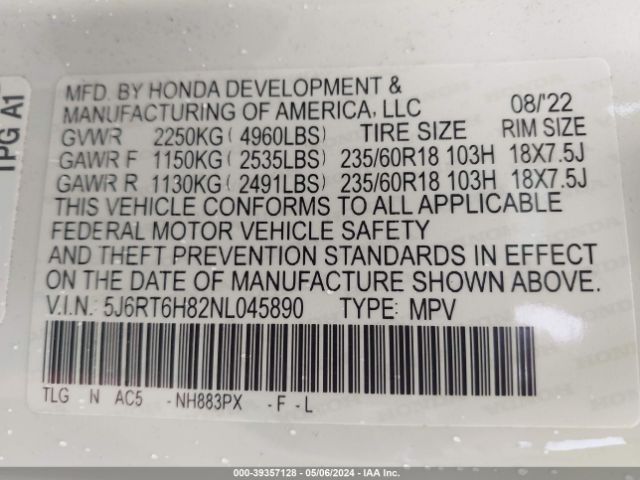 TPG A1
MFD. BY HONDA DEVELOPMENT &
MANUFACTURING OF AMERICA, LLC 08/'22
GVWR 2250KG ( 4960LBS) TIRE SIZE RIM SIZE
GAWR F 1150KG ( 2535LBS) 235/60R18 103H 18X7.5J
GAWR R 1130KG ( 2491LBS) 235/60R18 103H 18X7.5J
THIS VEHICLE CONFORMS TO ALL APPLICABLE
FEDERAL MOTOR VEHICLE SAFETY
AND THEFT PREVENTION STANDARDS IN EFFECT
ON THE DATE OF MANUFACTURE SHOWN ABOVE.
V.I.N.: 5J6RT6H82NL045890 TYPE: MPV
TLG N AC5 - NH883PX - F - L
000-39357128 - 05/06/2024 - IAA Inc.